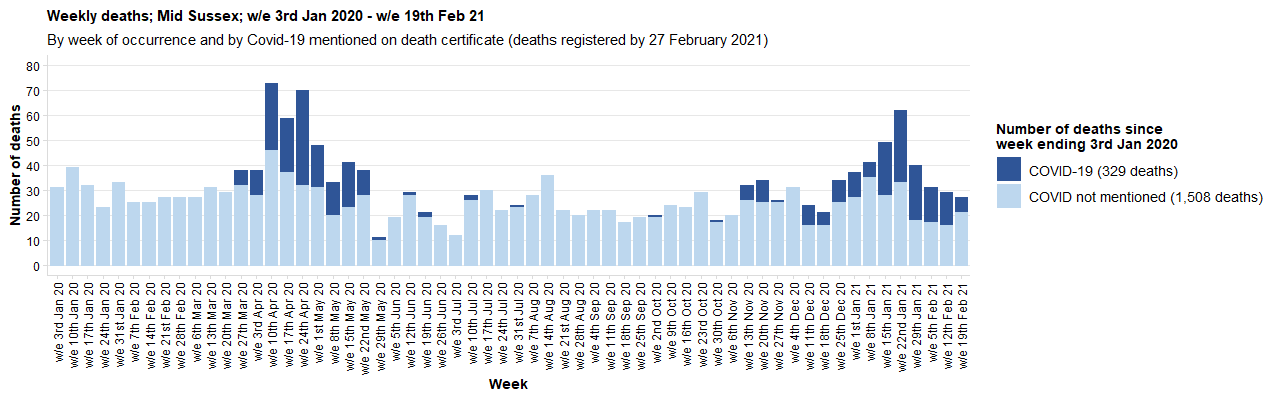 Weekly deaths; Mid Sussex; w/e 3rd Jan 2020 - w/e 19th Feb 21
By week of occurrence and by Covid-19 mentioned on death certificate (deaths registered by 27 February 2021)
Number of deaths
80
70
60
50
40
30
20
10
0
w/e 3rd Jan 20
w/e 10th Jan 20
w/e 17th Jan 20
w/e 24th Jan 20
w/e 31st Jan 20
w/e 7th Feb 20
w/e 14th Feb 20
w/e 21st Feb 20
w/e 28th Feb 20
w/e 6th Mar 20
w/e 13th Mar 20
w/e 20th Mar 20
w/e 27th Mar 20
w/e 3rd Apr 20
w/e 10th Apr 20
w/e 17th Apr 20
w/e 24th Apr 20
w/e 1st May 20
w/e 8th May 20
w/e 15th May 20
w/e 22nd May 20
w/e 29th May 20
w/e 5th Jun 20
w/e 12th Jun 20
w/e 19th Jun 20
w/e 26th Jun 20
w/e 3rd Jul 20
w/e 10th Jul 20
w/e 17th Jul 20
w/e 24th Jul 20
w/e 31st Jul 20
w/e 7th Aug 20
w/e 14th Aug 20
w/e 21st Aug 20
w/e 28th Aug 20
w/e 4th Sep 20
w/e 11th Sep 20
w/e 18th Sep 20
w/e 25th Sep 20
w/e 2nd Oct 20
w/e 9th Oct 20
w/e 16th Oct 20
w/e 23rd Oct 20
w/e 30th Oct 20
w/e 6th Nov 20
w/e 13th Nov 20
w/e 20th Nov 20
w/e 27th Nov 20
w/e 4th Dec 20
w/e 11th Dec 20
w/e 18th Dec 20
w/e 25th Dec 20
w/e 1st Jan 21
w/e 8th Jan 21
w/e 15th Jan 21
w/e 22nd Jan 21
w/e 29th Jan 21
w/e 5th Feb 21
w/e 12th Feb 21
w/e 19th Feb 21
Week
Number of deaths since
week ending 3rd Jan 2020
COVID-19 (329 deaths)
COVID not mentioned (1,508 deaths)